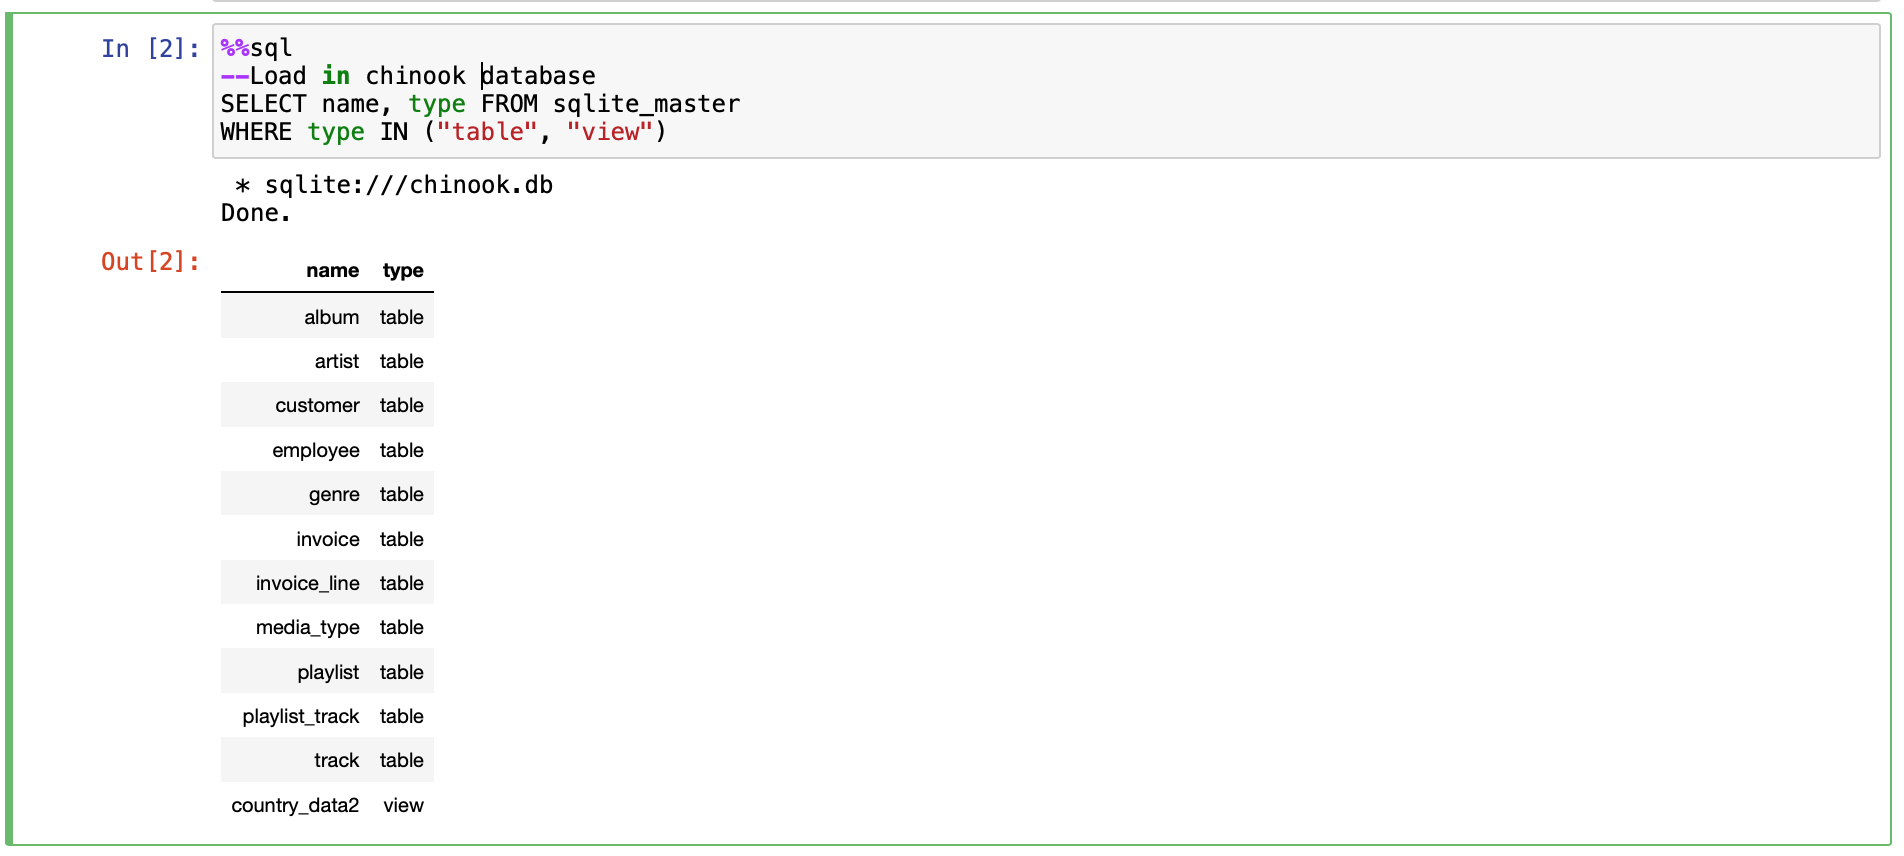 In [2]: %%sql
--Load in chinook database
SELECT name, type FROM sqlite_master
WHERE type IN ("table", "view")
* sqlite:///chinook.db
Done.
Out[2]:
name type
album table
artist table
customer table
employee table
genre table
invoice table
invoice_line table
media_type table
playlist table
playlist_track table
track table
country_data2 view